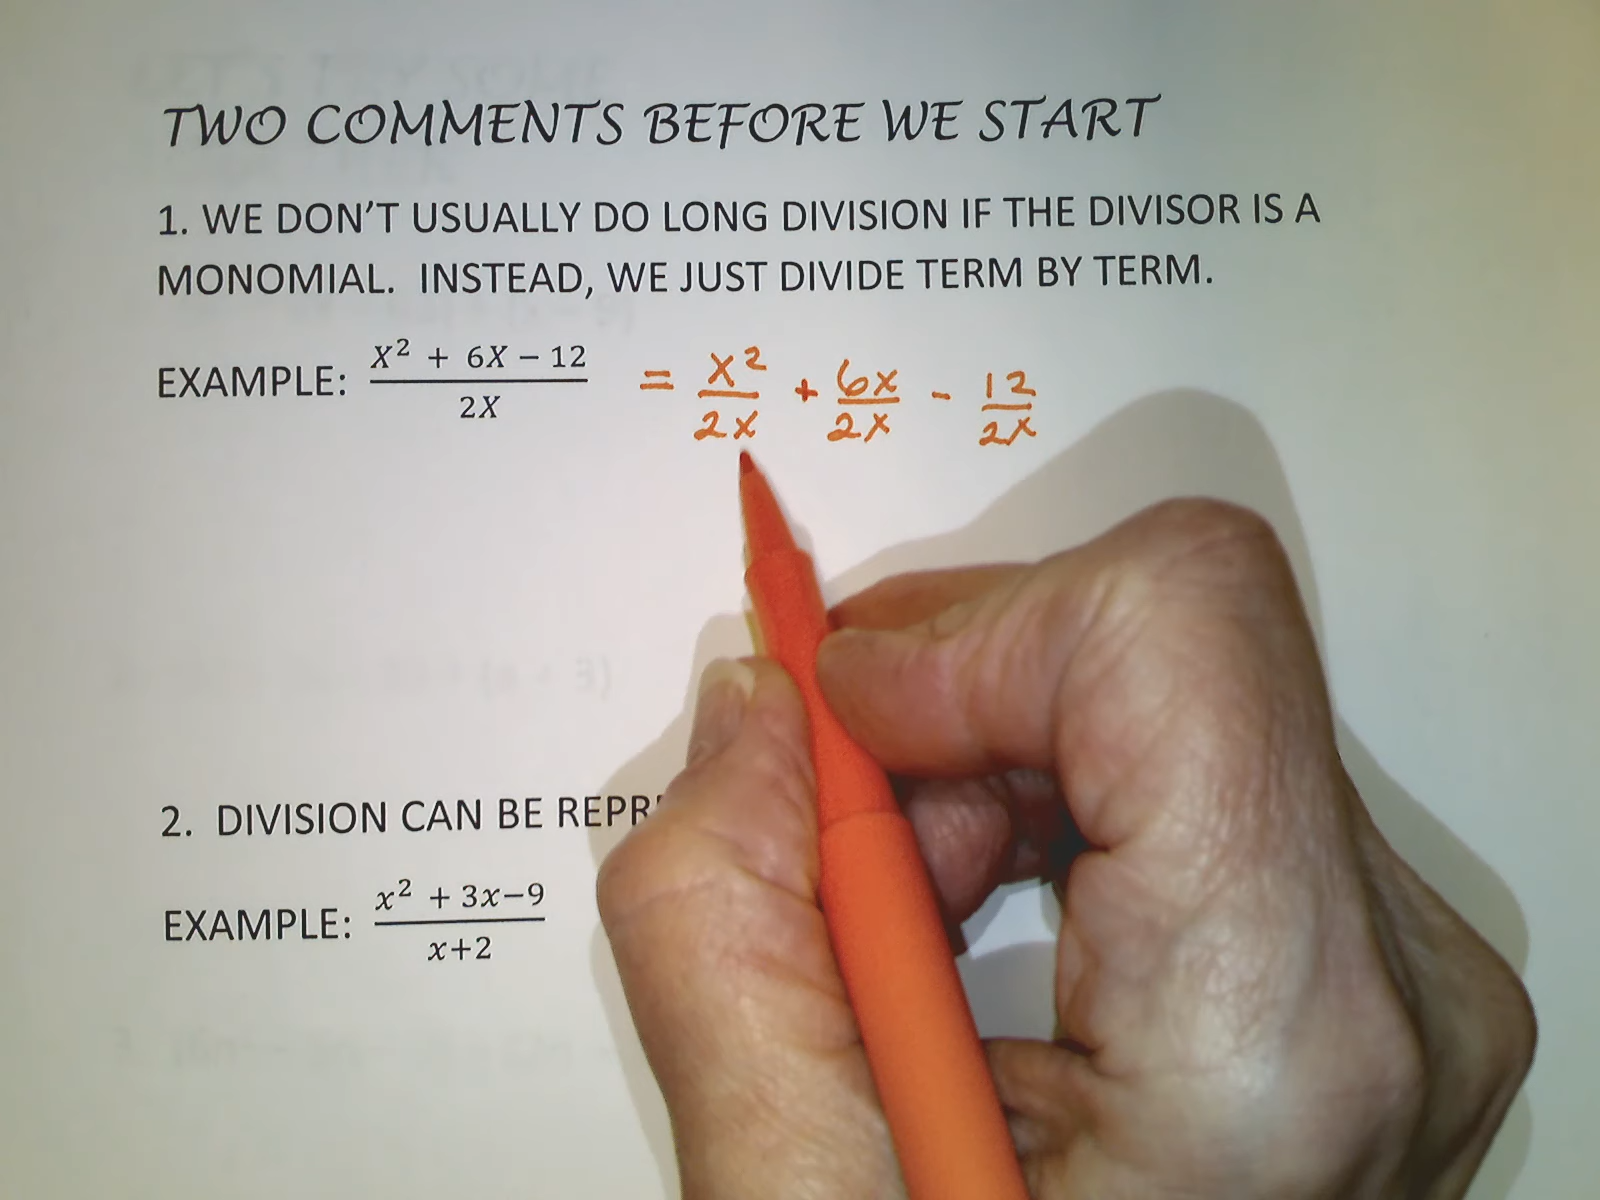 TWO COMMENTS BEFORE WE START
1. WE DON'T USUALLY DO LONG DIVISION IF THE DIVISOR IS A
MONOMIAL. INSTEAD, WE JUST DIVIDE TERM BY TERM.
EXAMPLE: (X² + 6X – 12)/(2X) = X²/2X + 6X/2X - 12/2X
2. DIVISION CAN BE
EXAMPLE: (x² + 3x–9)/(x+2)